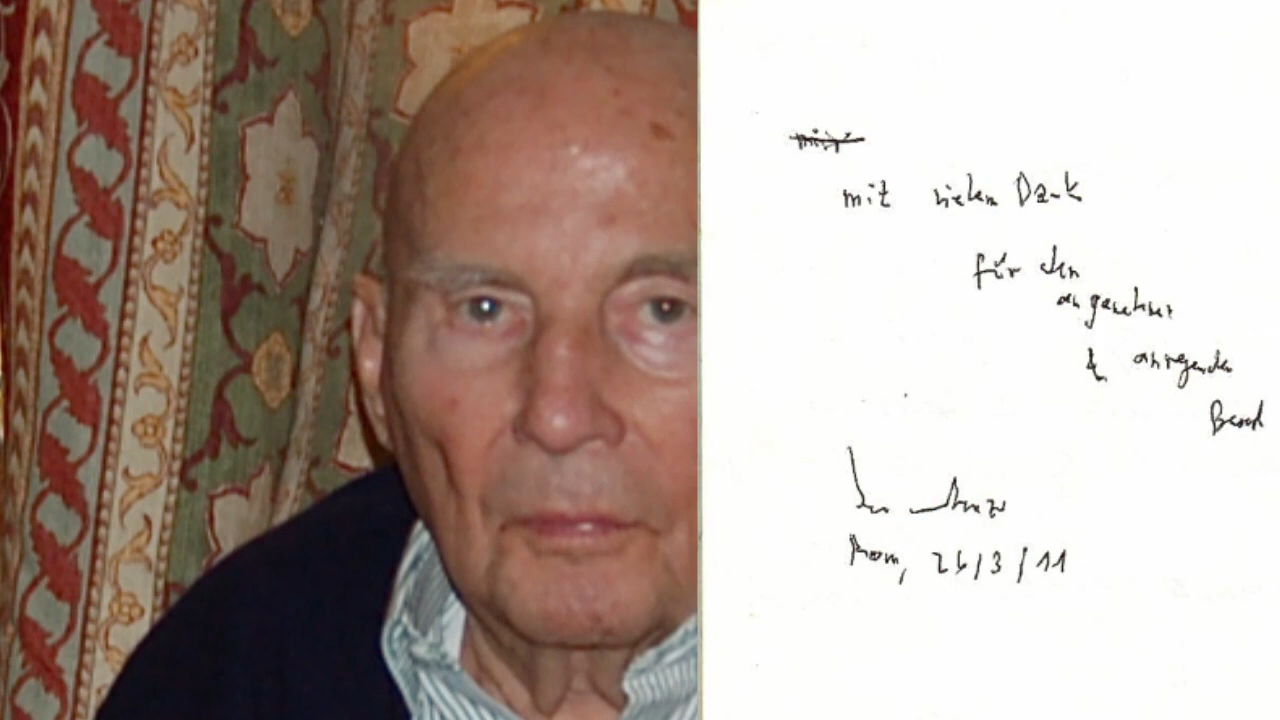 mit vielen Dank
für den
angenehmen
& anregenden
Besuch
Rom, 26/3/11